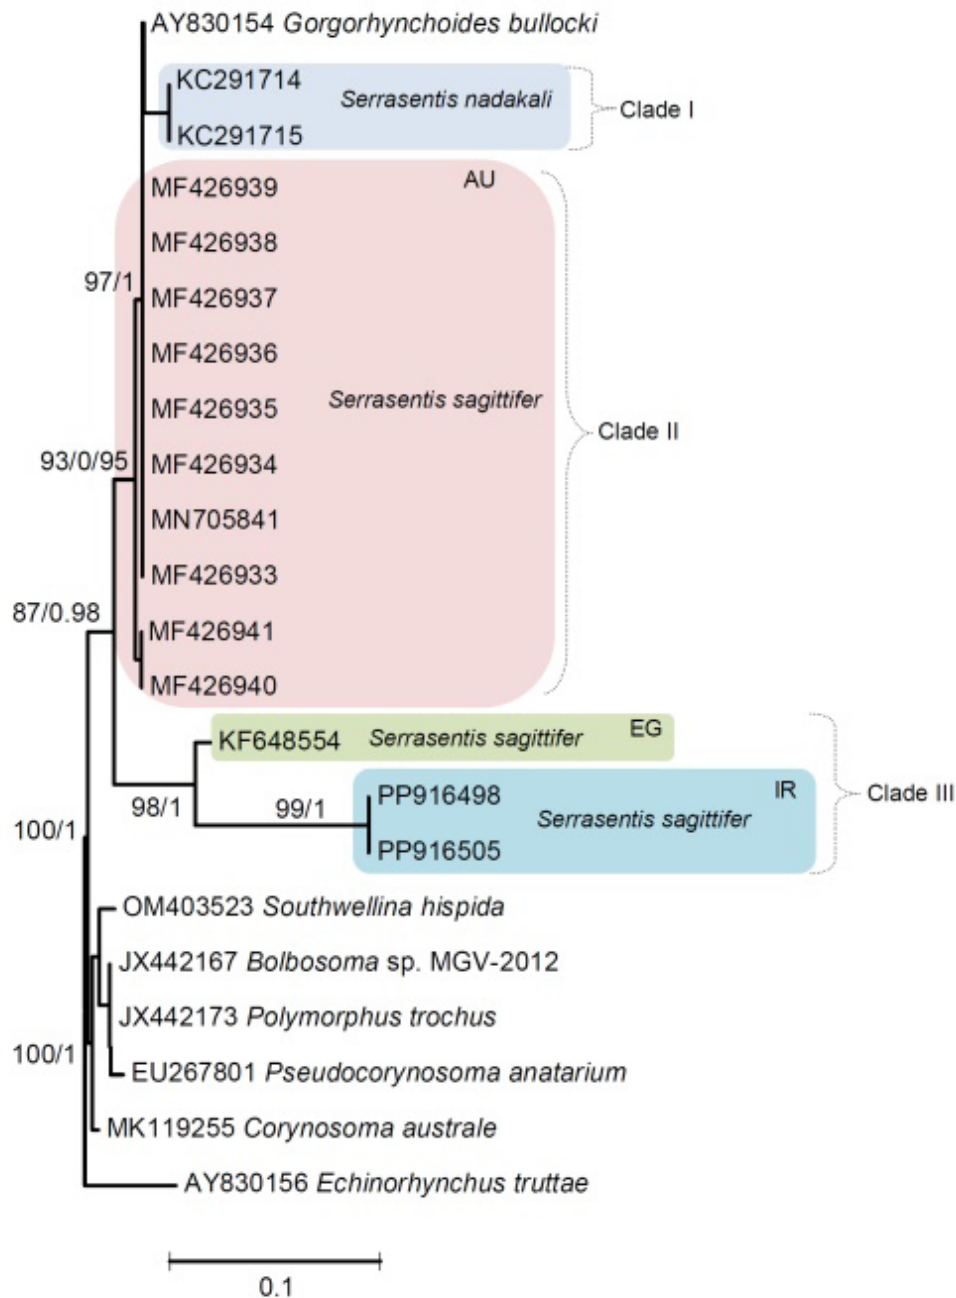 AY830154 Gorgorhynchoides bullocki
KC291714
Serrasentis nadakali
Clade I
KC291715
AU
MF426939
MF426938
97/1
MF426937
MF426936
Serrasentis sagittifer
MF426935
Clade II
93/0/95
MF426934
MN705841
MF426933
87/0.98
MF426941
MF426940
EG
KF648554 Serrasentis sagittifer
IR
PP916498
Clade III
98/1
99/1
Serrasentis sagittifer
100/1
PP916505
OM403523 Southwellina hispida
JX442167 Bolbosoma sp. MGV-2012
JX442173 Polymorphus trochus
100/1
EU267801 Pseudocorynosoma anatarium
MK119255 Corynosoma australe
AY830156 Echinorhynchus truttae
0.1